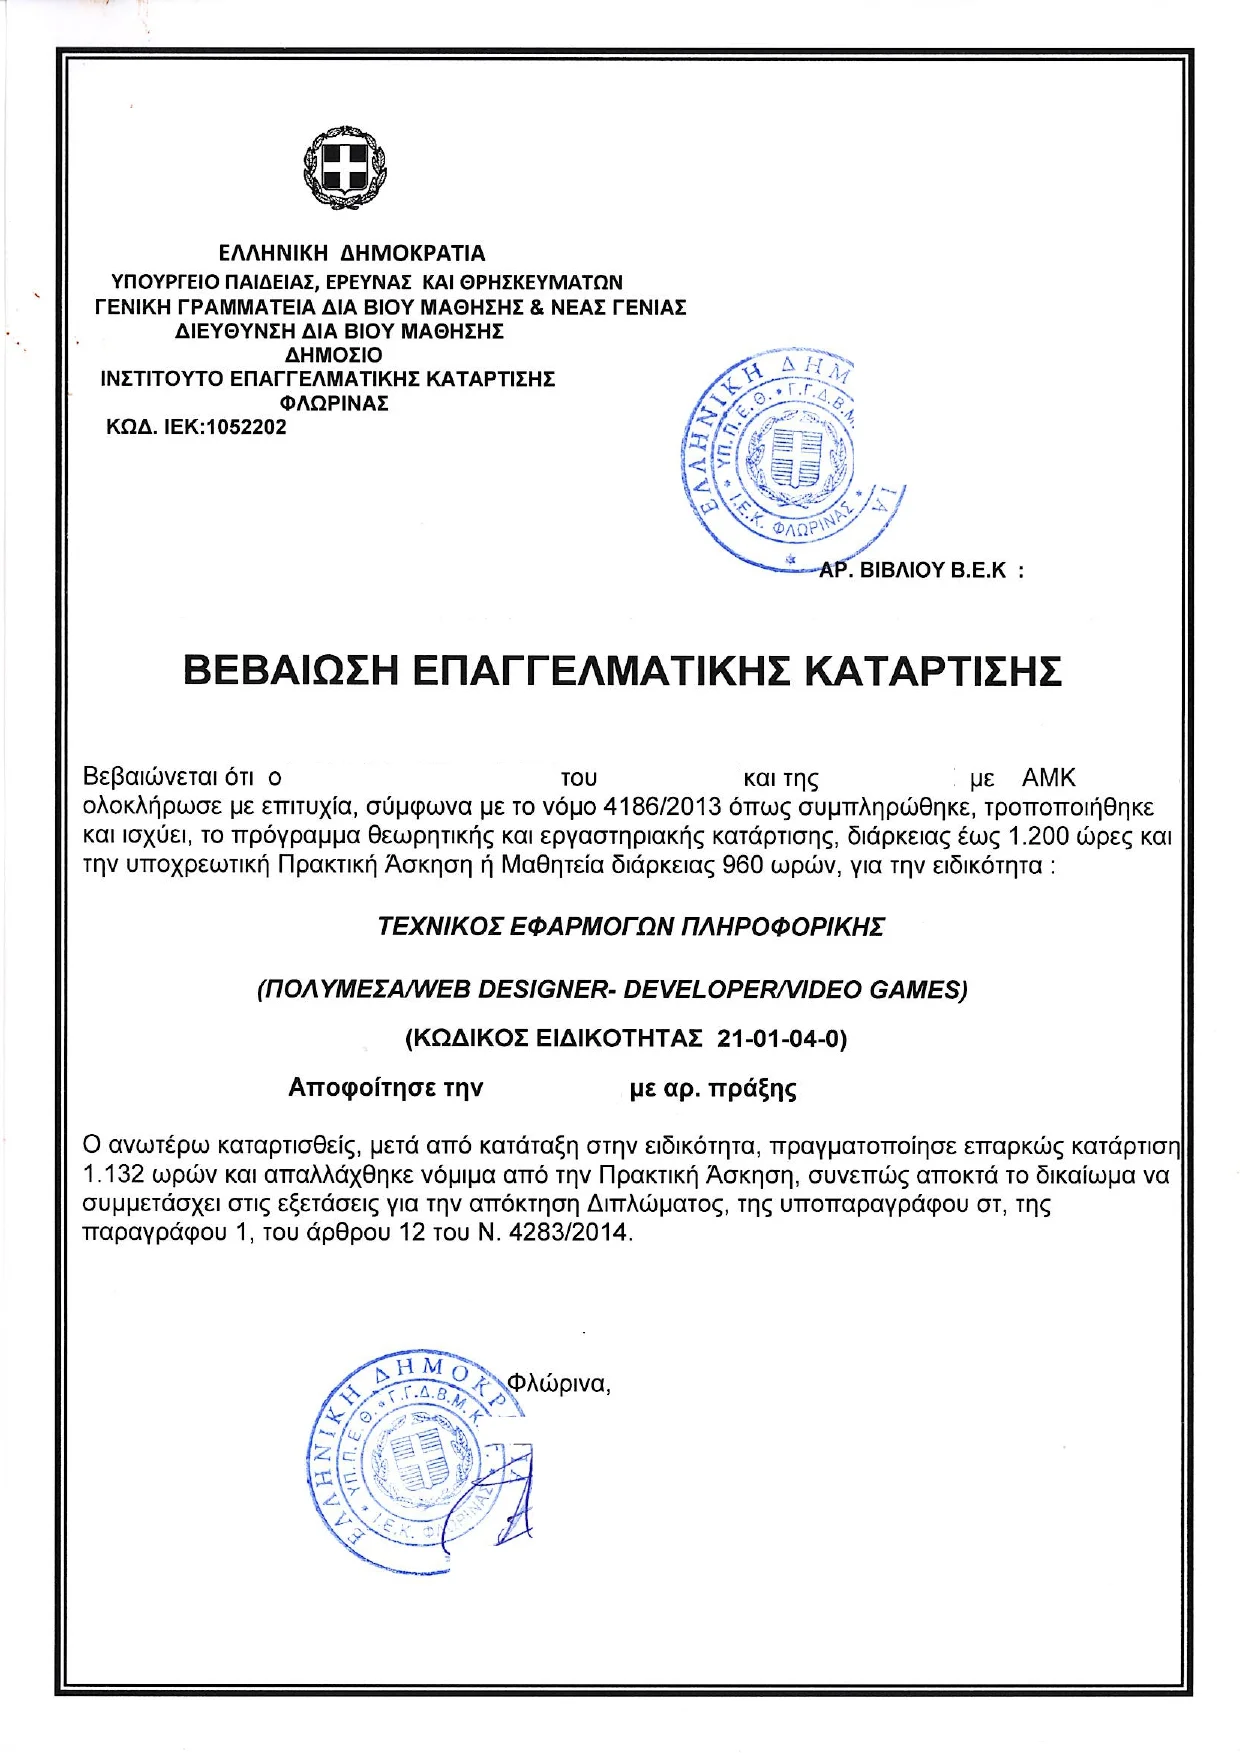 ΕΛΛΗΝΙΚΗ ΔΗΜΟΚΡΑΤΙΑ
ΥΠΟΥΡΓΕΙΟ ΠΑΙΔΕΙΑΣ, ΕΡΕΥΝΑΣ ΚΑΙ ΘΡΗΣΚΕΥΜΑΤΩΝ
ΓΕΝΙΚΗ ΓΡΑΜΜΑΤΕΙΑ ΔΙΑ ΒΙΟΥ ΜΑΘΗΣΗΣ & ΝΕΑΣ ΓΕΝΙΑΣ
ΔΙΕΥΘΥΝΣΗ ΔΙΑ ΒΙΟΥ ΜΑΘΗΣΗΣ
ΔΗΜΟΣΙΟ
ΙΝΣΤΙΤΟΥΤΟ ΕΠΑΓΓΕΛΜΑΤΙΚΗΣ ΚΑΤΑΡΤΙΣΗΣ
ΦΛΩΡΙΝΑΣ
ΚΩΔ. ΙΕΚ:1052202
ΕΛΛΗΝΙΚΗ ΔΗΜ ΙΑ
ΥΠ.Π.Ε.Θ. • Γ.Γ.Δ.Β.Μ
* Ι.Ε.Κ. ΦΛΩΡΙΝΑΣ *
ΑΡ. ΒΙΒΛΙΟΥ Β.Ε.Κ :
ΒΕΒΑΙΩΣΗ ΕΠΑΓΓΕΛΜΑΤΙΚΗΣ ΚΑΤΑΡΤΙΣΗΣ
Βεβαιώνεται ότι ο του και της με ΑΜΚ
ολοκλήρωσε με επιτυχία, σύμφωνα με το νόμο 4186/2013 όπως συμπληρώθηκε, τροποποιήθηκε
και ισχύει, το πρόγραμμα θεωρητικής και εργαστηριακής κατάρτισης, διάρκειας έως 1.200 ώρες και
την υποχρεωτική Πρακτική Άσκηση ή Μαθητεία διάρκειας 960 ωρών, για την ειδικότητα :
ΤΕΧΝΙΚΟΣ ΕΦΑΡΜΟΓΩΝ ΠΛΗΡΟΦΟΡΙΚΗΣ
(ΠΟΛΥΜΕΣΑ/WEB DESIGNER- DEVELOPER/VIDEO GAMES)
(ΚΩΔΙΚΟΣ ΕΙΔΙΚΟΤΗΤΑΣ 21-01-04-0)
Αποφοίτησε την με αρ. πράξης
Ο ανωτέρω καταρτισθείς, μετά από κατάταξη στην ειδικότητα, πραγματοποίησε επαρκώς κατάρτιση
1.132 ωρών και απαλλάχθηκε νόμιμα από την Πρακτική Άσκηση, συνεπώς αποκτά το δικαίωμα να
συμμετάσχει στις εξετάσεις για την απόκτηση Διπλώματος, της υποπαραγράφου στ, της
παραγράφου 1, του άρθρου 12 του Ν. 4283/2014.
Φλώρινα,
ΕΛΛΗΝΙΚΗ ΔΗΜΟΚΡ
ΥΠ.Π.Ε.Θ. • Γ.Γ.Δ.Β.Μ.Κ.
* Ι.Ε.Κ. ΦΛΩΡΙΝΑΣ